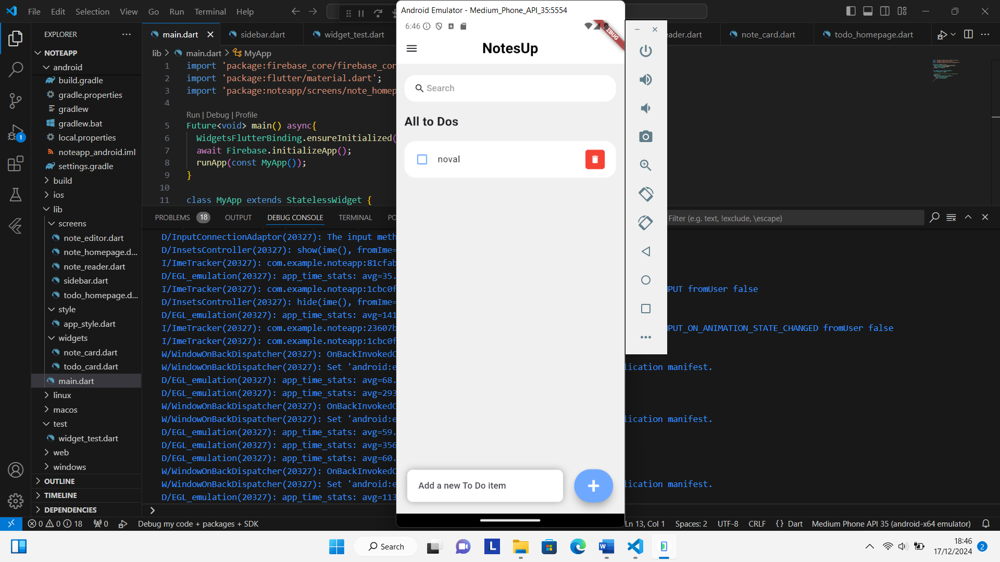 File Edit Selection View Go Run Terminal Help
Android Emulator - Medium_Phone_API_35:5554
EXPLORER
main.dart
sidebar.dart
widget_test.dart
eader.dart
note_card.dart
todo_homepage.dart
NOTEAPP
android
build.gradle
gradle.properties
gradlew
gradlew.bat
local.properties
noteapp_android.iml
settings.gradle
build
ios
lib
screens
note_editor.dart
note_homepage.d...
note_reader.dart
sidebar.dart
todo_homepage.d...
style
app_style.dart
widgets
note_card.dart
todo_card.dart
main.dart
linux
macos
test
widget_test.dart
web
windows
OUTLINE
TIMELINE
DEPENDENCIES
1
lib > main.dart > MyApp
1 import 'package:firebase_core/firebase_cor
2 import 'package:flutter/material.dart';
3 import 'package:noteapp/screens/note_homep
4
Run | Debug | Profile
5 Future<void> main() async{
6 WidgetsFlutterBinding.ensureInitialized(
7 await Firebase.initializeApp();
8 runApp(const MyApp());
9 }
10
11 class MyApp extends StatelessWidget {
PROBLEMS 18 OUTPUT DEBUG CONSOLE TERMINAL PO
Filter (e.g. text, !exclude, \escape)
D/InputConnectionAdaptor(20327): The input meth
D/InsetsController(20327): show(ime(), fromIme=
I/ImeTracker(20327): com.example.noteapp:81cfab
D/EGL_emulation(20327): app_time_stats: avg=35.
I/ImeTracker(20327): com.example.noteapp:1cbc0f PUT fromUser false
D/InsetsController(20327): hide(ime(), fromIme=
D/EGL_emulation(20327): app_time_stats: avg=141
I/ImeTracker(20327): com.example.noteapp:23607b PUT_ON_ANIMATION_STATE_CHANGED fromUser false
I/ImeTracker(20327): com.example.noteapp:1cbc0f
W/WindowOnBackDispatcher(20327): OnBackInvokedC
W/WindowOnBackDispatcher(20327): Set 'android:e lication manifest.
D/EGL_emulation(20327): app_time_stats: avg=68.
D/EGL_emulation(20327): app_time_stats: avg=293
W/WindowOnBackDispatcher(20327): OnBackInvokedC
W/WindowOnBackDispatcher(20327): Set 'android:e lication manifest.
D/EGL_emulation(20327): app_time_stats: avg=59.
D/EGL_emulation(20327): app_time_stats: avg=356
D/EGL_emulation(20327): app_time_stats: avg=60.
W/WindowOnBackDispatcher(20327): OnBackInvokedC
W/WindowOnBackDispatcher(20327): Set 'android:e lication manifest.
D/EGL_emulation(20327): app_time_stats: avg=113
6:46
DEBUG
NotesUp
Search
All to Dos
noval
Add a new To Do item
0 0 18 0 Debug my code + packages + SDK
Ln 13, Col 1 Spaces: 2 UTF-8 CRLF {} Dart Medium Phone API 35 (android-x64 emulator)
Search
18:46
17/12/2024
2